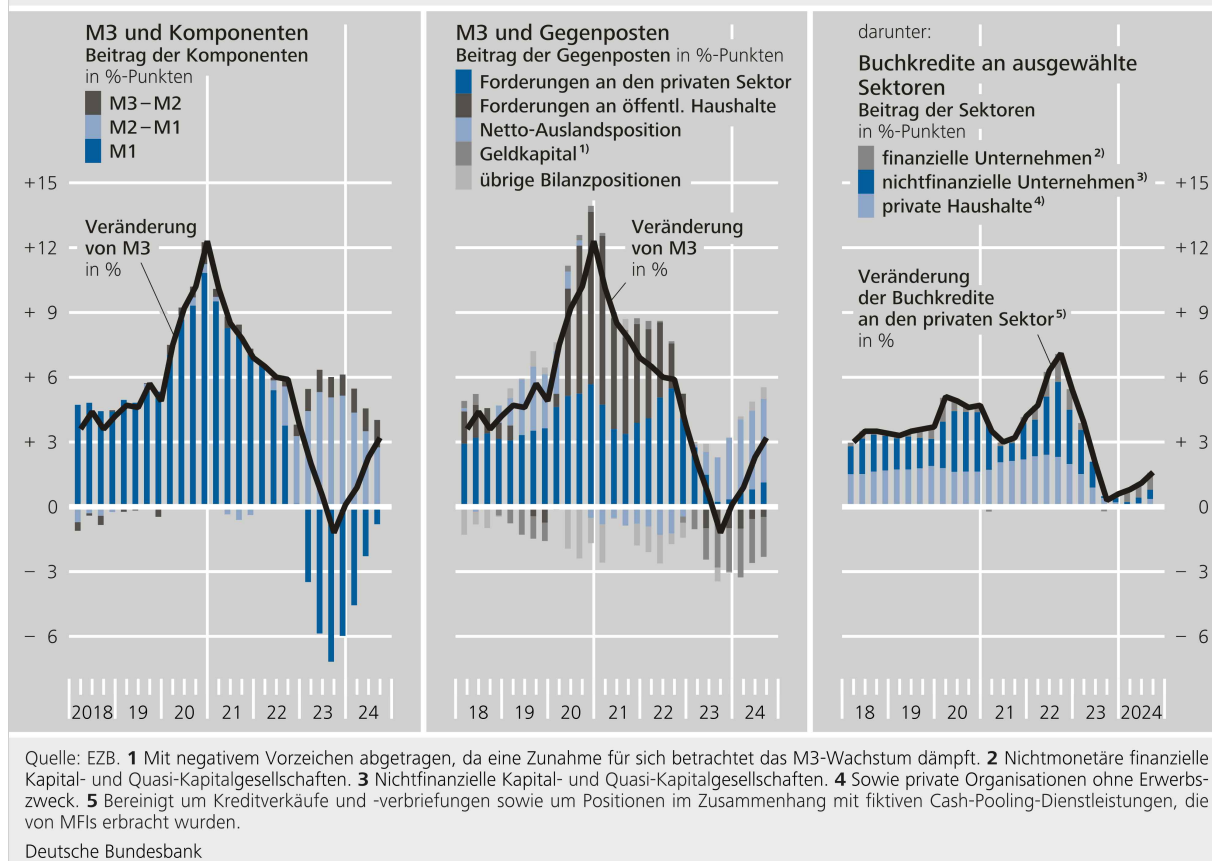 M3 und Komponenten
Beitrag der Komponenten
in %-Punkten
M3 – M2
M2 – M1
M1
+15
+12
+ 9
+ 6
+ 3
0
– 3
– 6
Veränderung
von M3
in %
2018 19 20 21 22 23 24
M3 und Gegenposten
Beitrag der Gegenposten in %-Punkten
Forderungen an den privaten Sektor
Forderungen an öffentl. Haushalte
Netto-Auslandsposition
Geldkapital 1)
übrige Bilanzpositionen
Veränderung
von M3
in %
18 19 20 21 22 23 24
darunter:
Buchkredite an ausgewählte
Sektoren
Beitrag der Sektoren
in %-Punkten
finanzielle Unternehmen 2)
nichtfinanzielle Unternehmen 3)
private Haushalte 4)
Veränderung
der Buchkredite
an den privaten Sektor 5)
in %
+15
+12
+ 9
+ 6
+ 3
0
– 3
– 6
18 19 20 21 22 23 2024
Quelle: EZB. 1 Mit negativem Vorzeichen abgetragen, da eine Zunahme für sich betrachtet das M3-Wachstum dämpft. 2 Nichtmonetäre finanzielle
Kapital- und Quasi-Kapitalgesellschaften. 3 Nichtfinanzielle Kapital- und Quasi-Kapitalgesellschaften. 4 Sowie private Organisationen ohne Erwerbs-
zweck. 5 Bereinigt um Kreditverkäufe und -verbriefungen sowie um Positionen im Zusammenhang mit fiktiven Cash-Pooling-Dienstleistungen, die
von MFIs erbracht wurden.
Deutsche Bundesbank